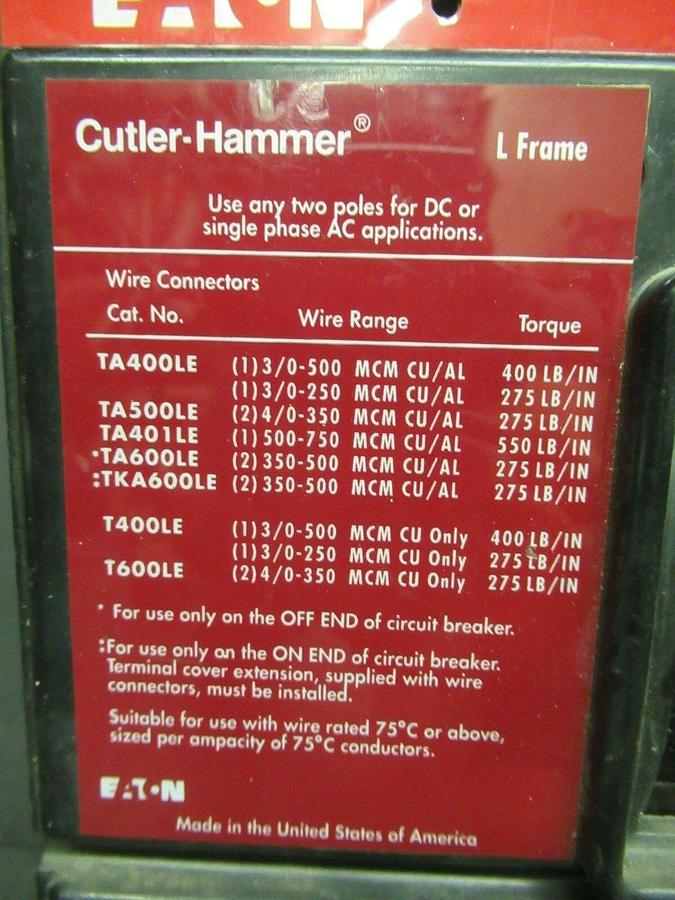 EATON
Cutler-Hammer® L Frame
Use any two poles for DC or
single phase AC applications.
Wire Connectors
Cat. No. Wire Range Torque
TA400LE (1) 3/0-500 MCM CU/AL 400 LB/IN
(1) 3/0-250 MCM CU/AL 275 LB/IN
TA500LE (2) 4/0-350 MCM CU/AL 275 LB/IN
TA401LE (1) 500-750 MCM CU/AL 550 LB/IN
*TA600LE (2) 350-500 MCM CU/AL 275 LB/IN
:TKA600LE (2) 350-500 MCM CU/AL 275 LB/IN
T400LE (1) 3/0-500 MCM CU Only 400 LB/IN
(1) 3/0-250 MCM CU Only 275 LB/IN
T600LE (2) 4/0-350 MCM CU Only 275 LB/IN
* For use only on the OFF END of circuit breaker.
:For use only on the ON END of circuit breaker.
Terminal cover extension, supplied with wire
connectors, must be installed.
Suitable for use with wire rated 75°C or above,
sized per ampacity of 75°C conductors.
EATON
Made in the United States of America